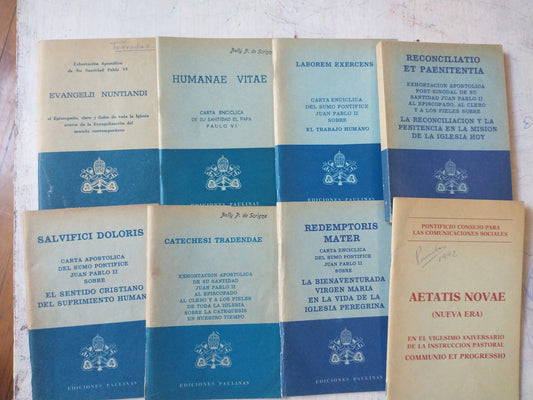 Exhortación Apostólica
de Su Santidad Pablo VI
EVANGELII NUNTIANDI
al Episcopado, clero y fieles de toda la Iglesia
acerca de la Evangelización del
mundo contemporáneo
HUMANAE VITAE
CARTA ENCICLICA
DE SU SANTIDAD EL PAPA
PAULO VI
EDICIONES PAULINAS
LABOREM EXERCENS
CARTA ENCICLICA
DEL SUMO PONTIFICE
JUAN PABLO II
SOBRE
EL TRABAJO HUMANO
EDICIONES PAULINAS
RECONCILIATIO
ET PAENITENTIA
EXHORTACION APOSTOLICA
POST-SINODAL DE SU
SANTIDAD JUAN PABLO II
AL EPISCOPADO, AL CLERO
Y A LOS FIELES SOBRE
LA RECONCILIACION Y LA
PENITENCIA EN LA MISION
DE LA IGLESIA HOY
SALVIFICI DOLORIS
CARTA APOSTOLICA
DEL SUMO PONTIFICE
JUAN PABLO II
SOBRE
EL SENTIDO CRISTIANO
DEL SUFRIMIENTO HUMANO
EDICIONES PAULINAS
CATECHESI TRADENDAE
EXHORTACION APOSTOLICA
DE SU SANTIDAD
JUAN PABLO II
AL EPISCOPADO
AL CLERO Y A LOS FIELES
DE TODA LA IGLESIA
SOBRE LA CATEQUESIS
EN NUESTRO TIEMPO
EDICIONES PAULINAS
REDEMPTORIS
MATER
CARTA ENCICLICA
DEL SUMO PONTIFICE
JUAN PABLO II
SOBRE
LA BIENAVENTURADA
VIRGEN MARIA
EN LA VIDA DE LA
IGLESIA PEREGRINA
EDICIONES PAULINAS
PONTIFICIO CONSEJO PARA
LAS COMUNICACIONES SOCIALES
1992
AETATIS NOVAE
(NUEVA ERA)
EN EL VIGESIMO ANIVERSARIO
DE LA INSTRUCCION PASTORAL
COMMUNIO ET PROGRESSIO